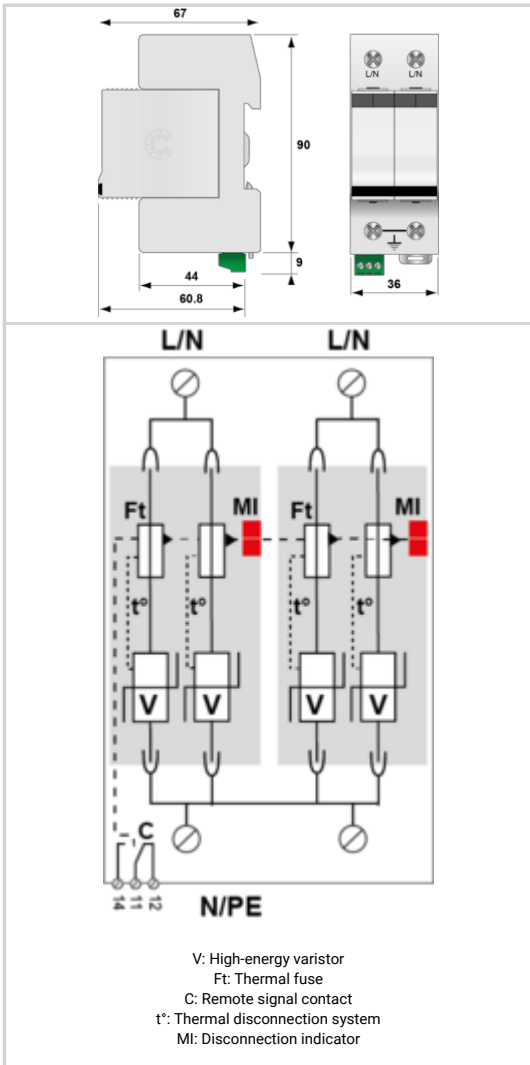 67
L/N L/N
90
9
44
60.8
36
L/N L/N
Ft MI Ft MI
t° t° t° t°
V V V V
C
14 11 12
N/PE
V: High-energy varistor
Ft: Thermal fuse
C: Remote signal contact
t°: Thermal disconnection system
MI: Disconnection indicator